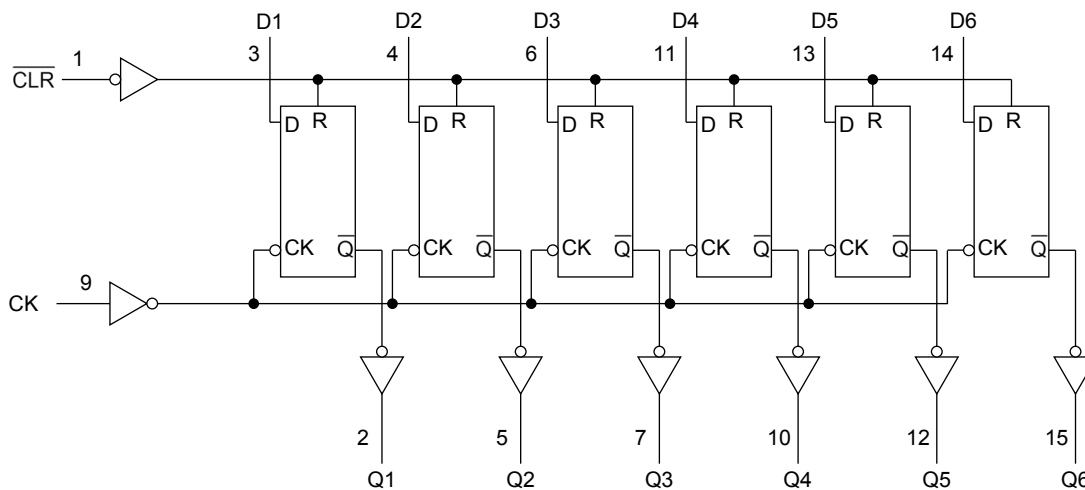 D1 D2 D3 D4 D5 D6
1 3 4 6 11 13 14
C̅L̅R̅
D R D R D R D R D R D R
CK Q̅ CK Q̅ CK Q̅ CK Q̅ CK Q̅ CK Q̅
9
CK
2 5 7 10 12 15
Q1 Q2 Q3 Q4 Q5 Q6